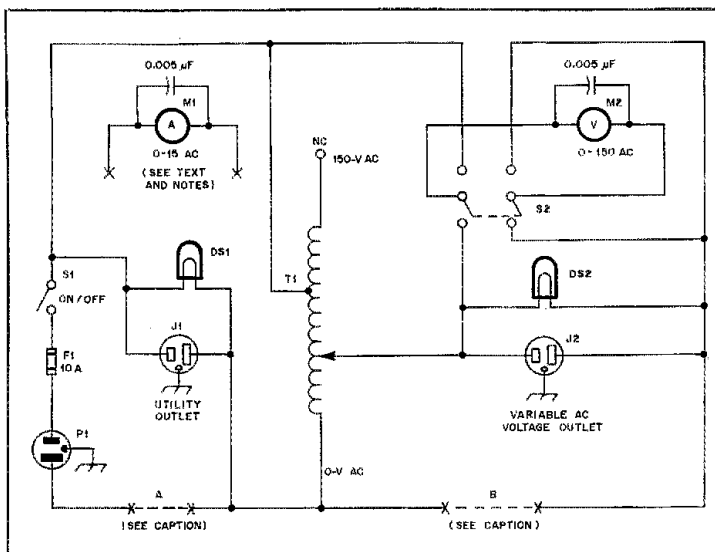 0.005 µF
M1
A
0-15 AC
(SEE TEXT
AND NOTES)
NC
150-V AC
0.005 µF
M2
V
0-150 AC
S2
S1
ON/OFF
DS1
T1
DS2
J1
J2
F1
10 A
UTILITY
OUTLET
VARIABLE AC
VOLTAGE OUTLET
P1
0-V AC
A
(SEE CAPTION)
B
(SEE CAPTION)